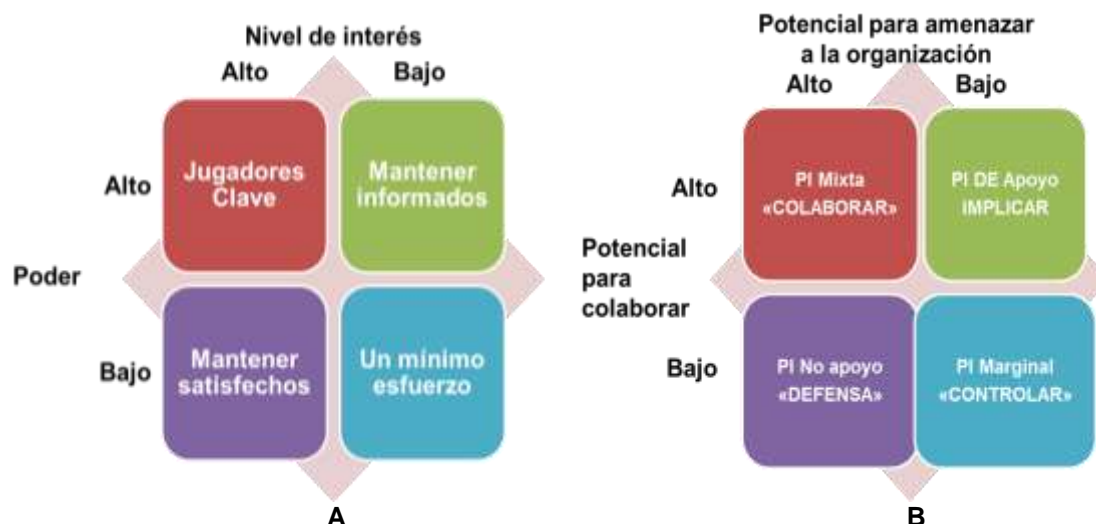 Nivel de interés
Alto
Bajo
Poder
Alto
Jugadores
Clave
Mantener
informados
Bajo
Mantener
satisfechos
Un mínimo
esfuerzo
A
Potencial para amenazar
a la organización
Alto
Bajo
Potencial
para
colaborar
Alto
PI Mixta
«COLABORAR»
PI DE Apoyo
IMPLICAR
Bajo
PI No apoyo
«DEFENSA»
PI Marginal
«CONTROLAR»
B